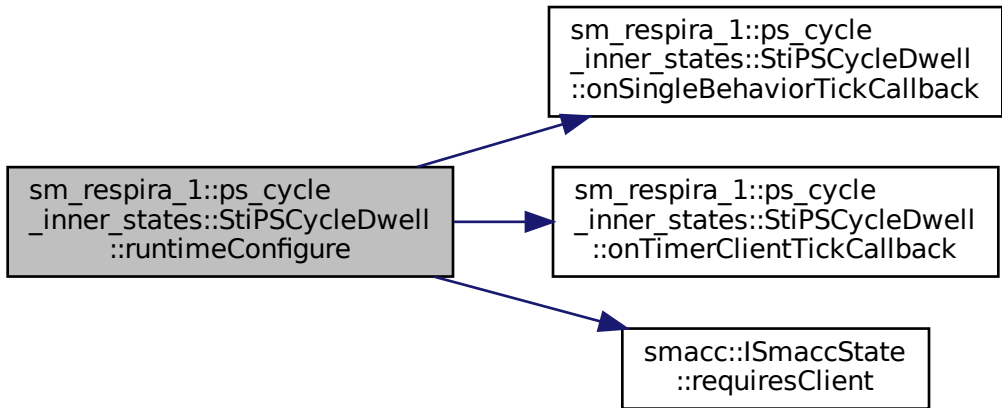 sm_respira_1::ps_cycle
_inner_states::StiPSCycleDwell
::runtimeConfigure
sm_respira_1::ps_cycle
_inner_states::StiPSCycleDwell
::onSingleBehaviorTickCallback
sm_respira_1::ps_cycle
_inner_states::StiPSCycleDwell
::onTimerClientTickCallback
smacc::ISmaccState
::requiresClient